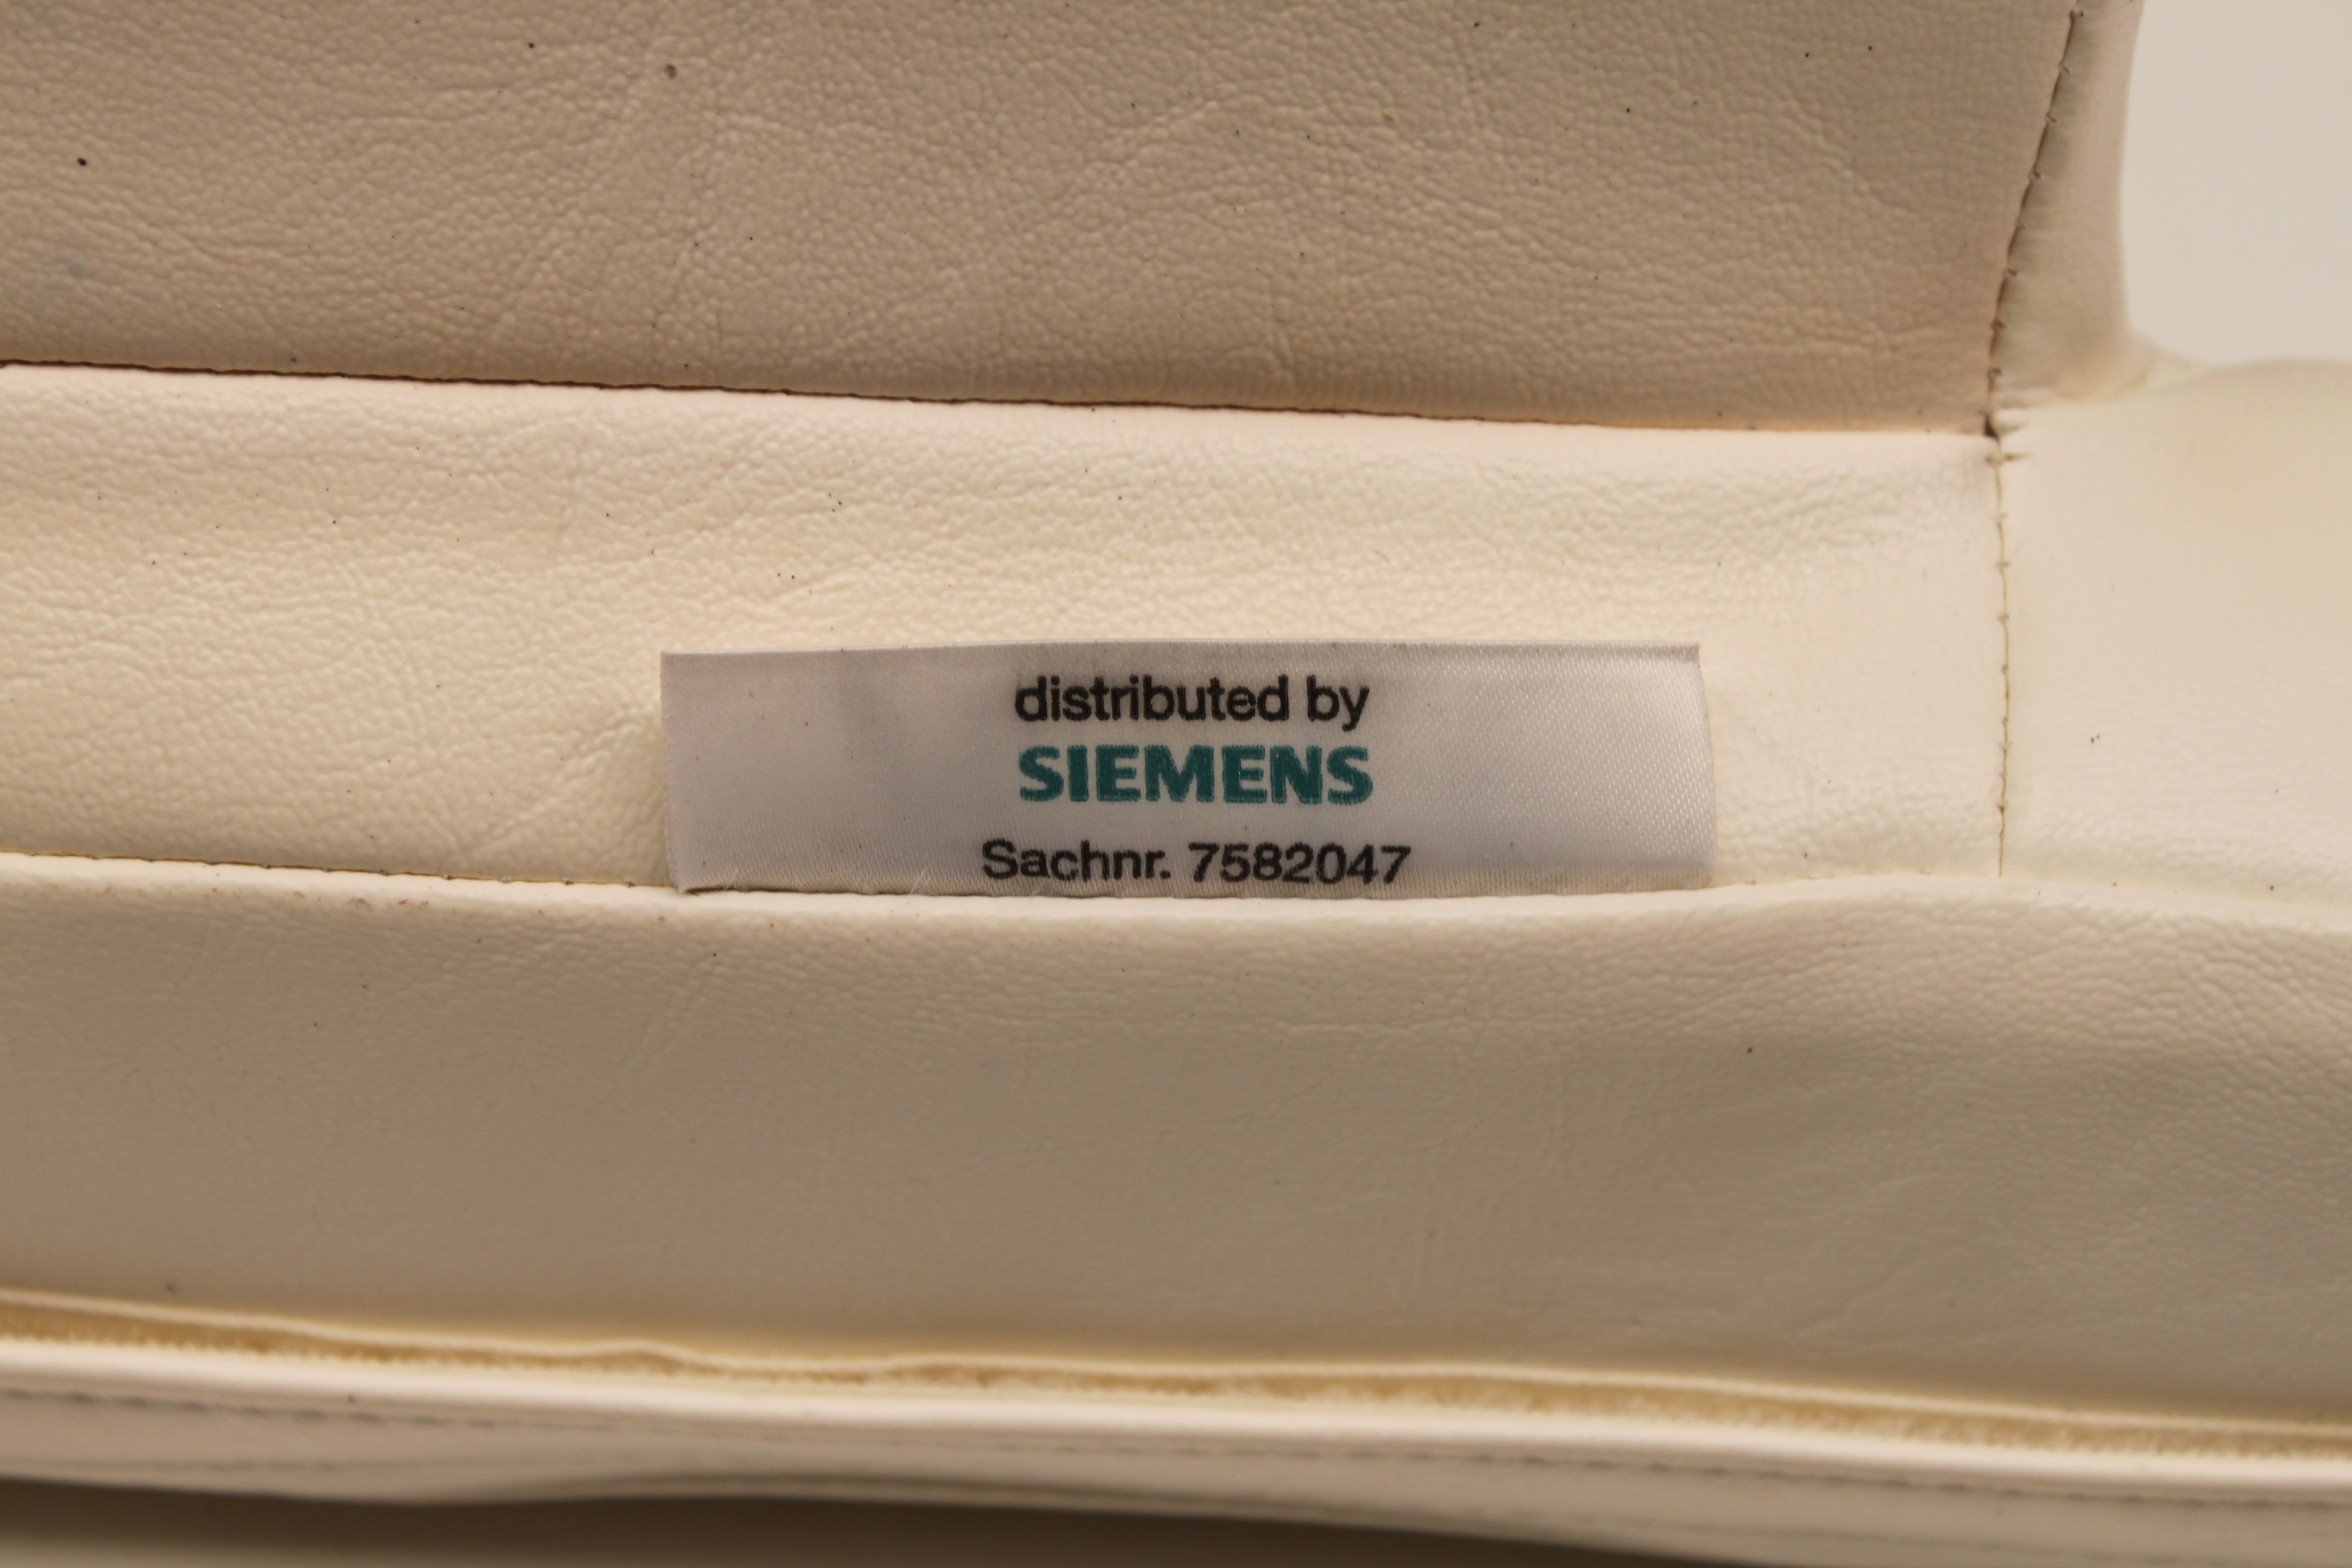 distributed by
SIEMENS
Sachnr. 7582047